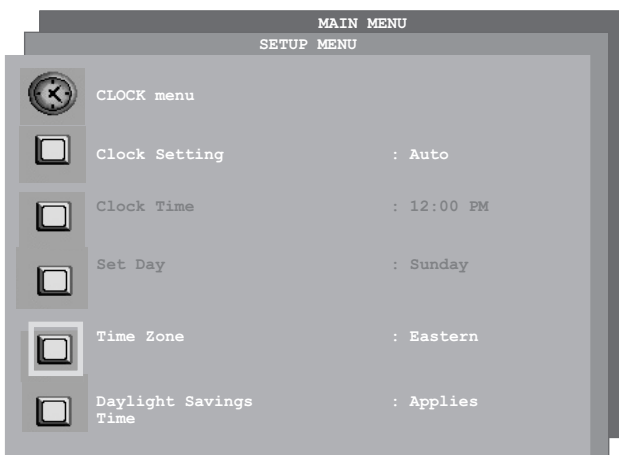 MAIN MENU
SETUP MENU
CLOCK menu
Clock Setting : Auto
Clock Time : 12:00 PM
Set Day : Sunday
Time Zone : Eastern
Daylight Savings : Applies
Time